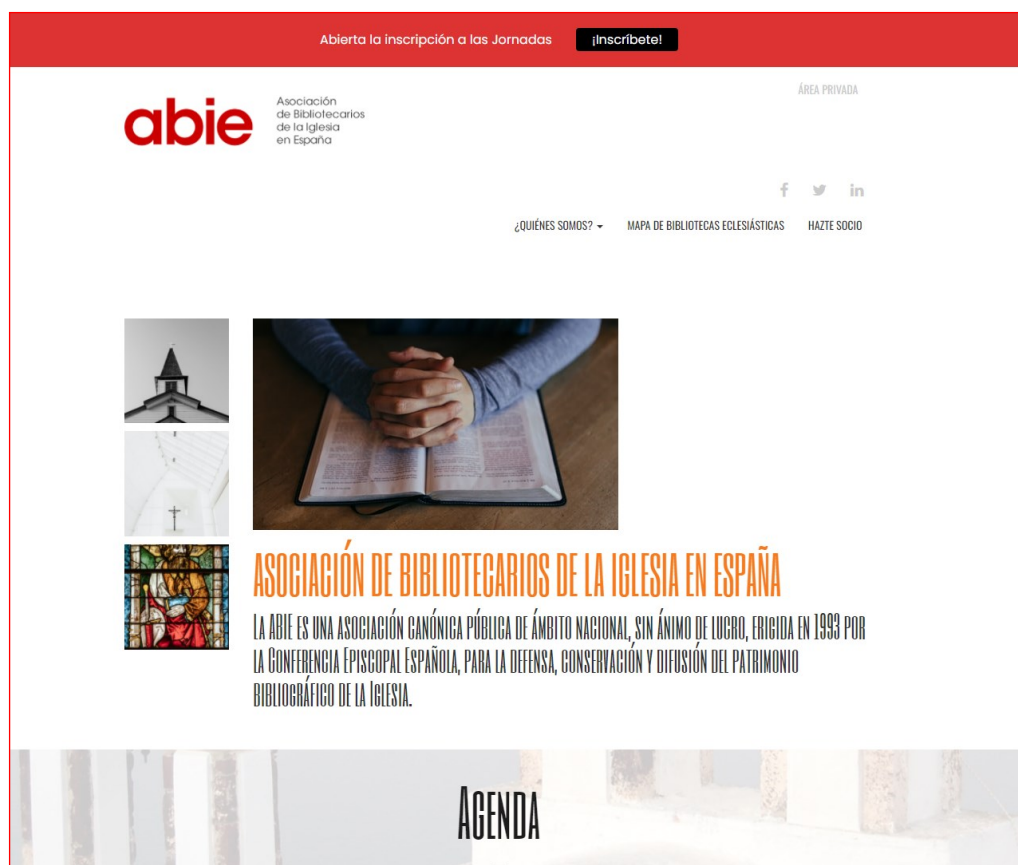 Abierta la inscripción a las Jornadas ¡Inscríbete!
ÁREA PRIVADA
abie
Asociación
de Bibliotecarios
de la Iglesia
en España
¿QUIÉNES SOMOS? MAPA DE BIBLIOTECAS ECLESIÁSTICAS HAZTE SOCIO
ASOCIACIÓN DE BIBLIOTECARIOS DE LA IGLESIA EN ESPAÑA
LA ABIE ES UNA ASOCIACIÓN CANÓNICA PÚBLICA DE ÁMBITO NACIONAL, SIN ÁNIMO DE LUCRO, ERIGIDA EN 1993 POR
LA CONFERENCIA EPISCOPAL ESPAÑOLA, PARA LA DEFENSA, CONSERVACIÓN Y DIFUSIÓN DEL PATRIMONIO
BIBLIOGRÁFICO DE LA IGLESIA.
AGENDA